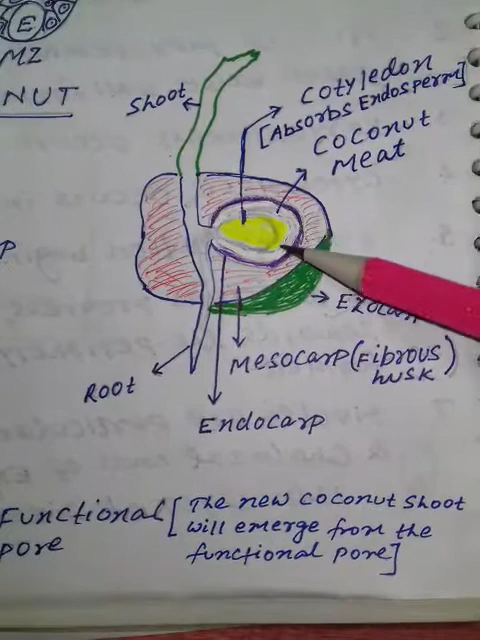 E
MZ
NUT
Shoot
Cotyledon
[Absorbs Endosperm]
Coconut
Meat
P
Mesocarp (Fibrous
husk)
Root
Endocarp
Functional [The new coconut shoot
pore will emerge from the
functional pore]